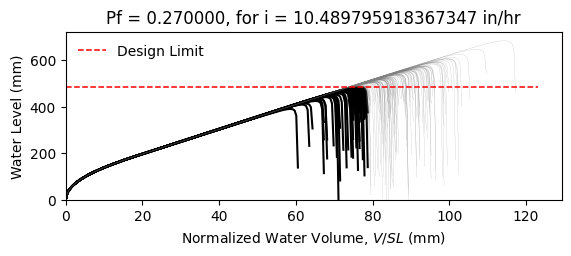 Pf = 0.270000, for i = 10.489795918367347 in/hr
Design Limit
Water Level (mm)
600
400
200
0
0 20 40 60 80 100 120
Normalized Water Volume, V/SL (mm)